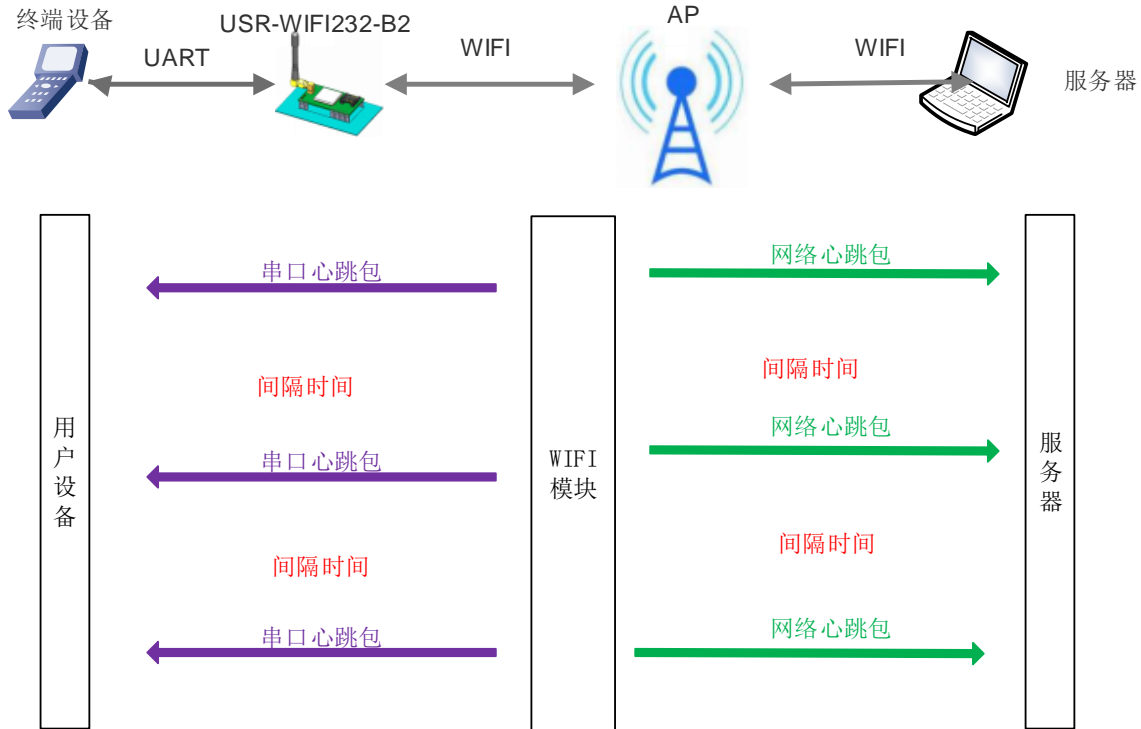 终端设备
USR-WIFI232-B2
AP
UART
WIFI
WIFI
服务器
串口心跳包
网络心跳包
间隔时间
间隔时间
用户设备
串口心跳包
WIFI
模块
网络心跳包
服务器
间隔时间
间隔时间
串口心跳包
网络心跳包